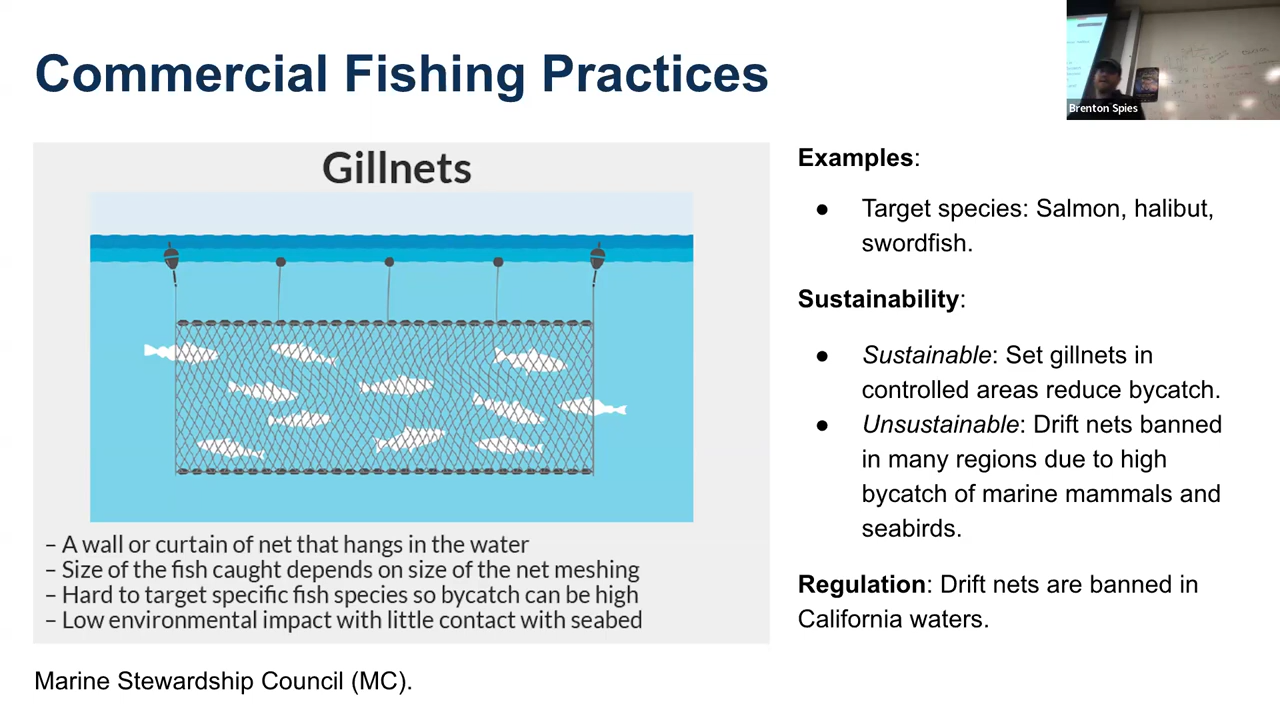 Commercial Fishing Practices
Brenton Spies
Gillnets
– A wall or curtain of net that hangs in the water
– Size of the fish caught depends on size of the net meshing
– Hard to target specific fish species so bycatch can be high
– Low environmental impact with little contact with seabed
Marine Stewardship Council (MC).
Examples:
● Target species: Salmon, halibut,
swordfish.
Sustainability:
● Sustainable: Set gillnets in
controlled areas reduce bycatch.
● Unsustainable: Drift nets banned
in many regions due to high
bycatch of marine mammals and
seabirds.
Regulation: Drift nets are banned in
California waters.